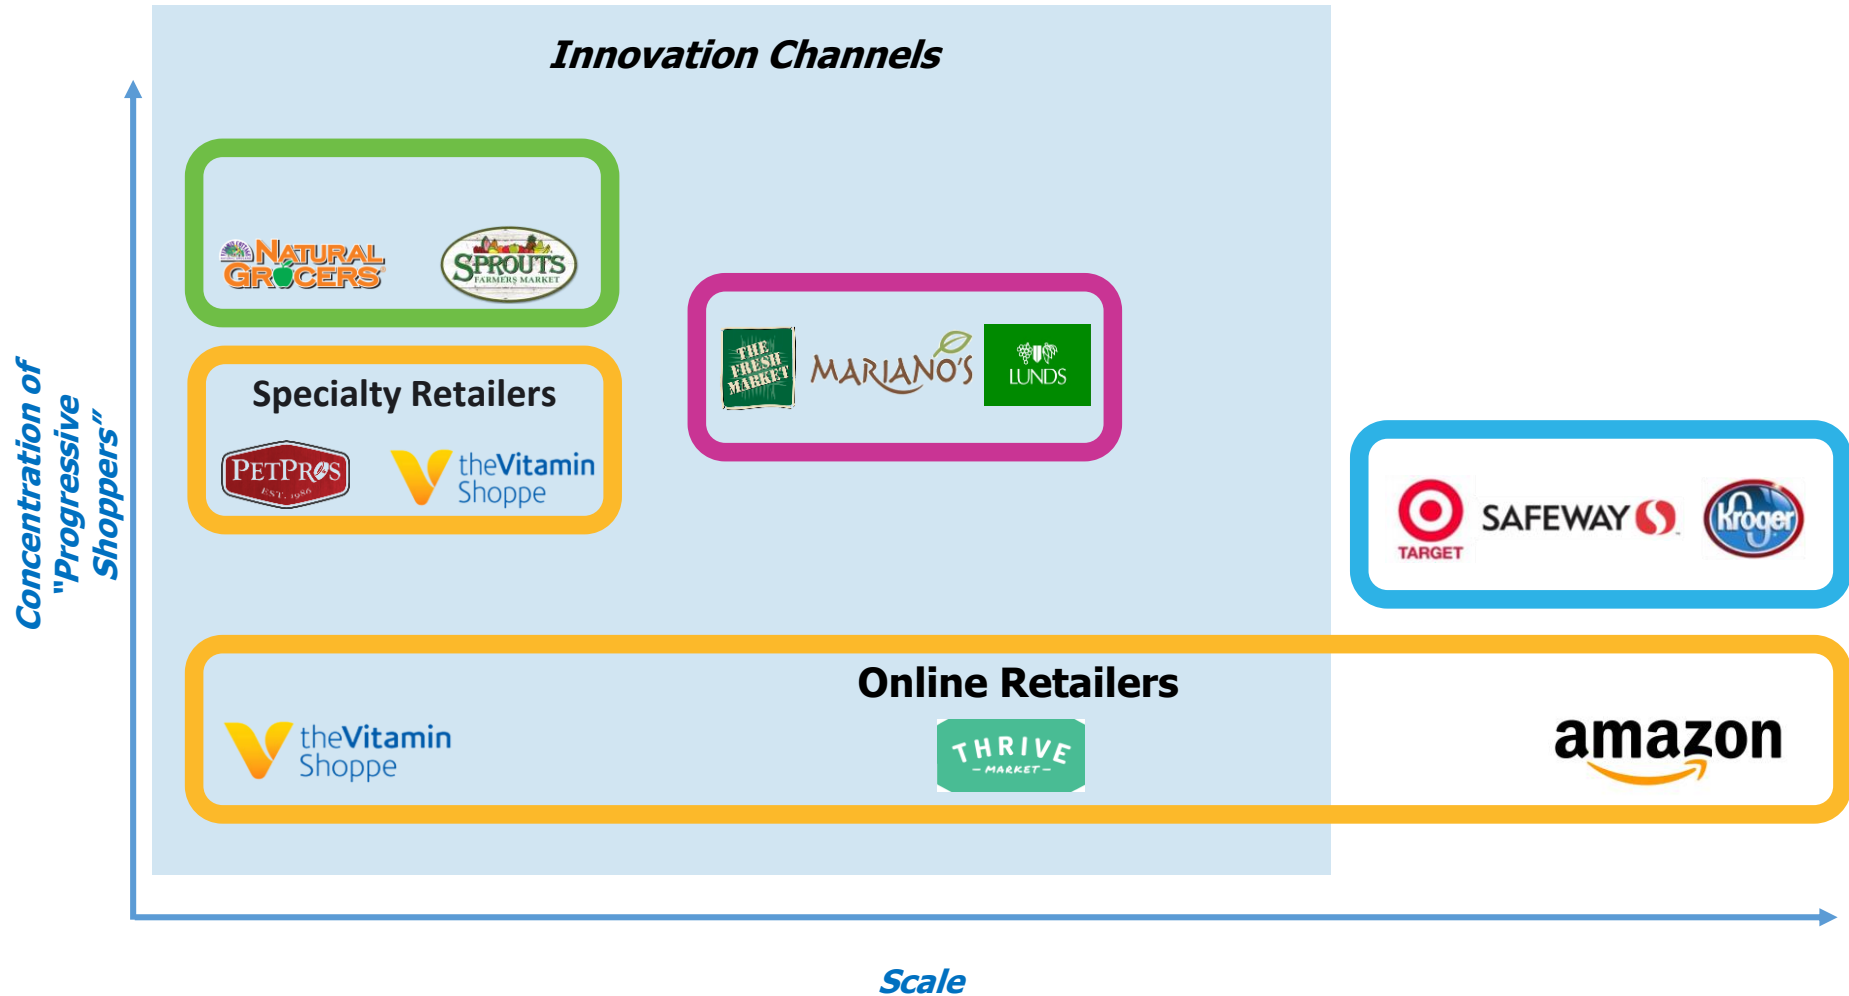 Innovation Channels
NATURAL
GROCERS
SPROUTS
FARMERS MARKET
THE
FRESH
MARKET
MARIANO'S
LUNDS
Specialty Retailers
PETPROS
EST. 1986
theVitamin
Shoppe
TARGET
SAFEWAY
Kroger
Online Retailers
theVitamin
Shoppe
THRIVE
– MARKET –
amazon
Concentration of
“Progressive
Shoppers”
Scale